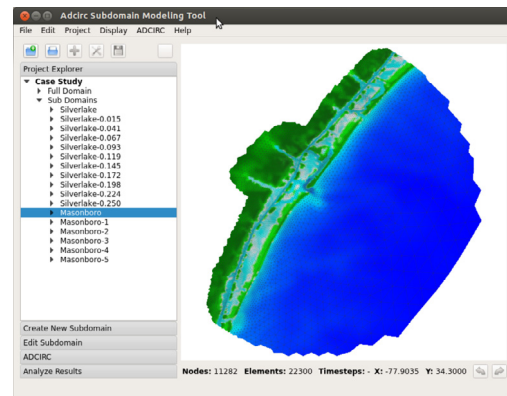 Adcirc Subdomain Modeling Tool
File Edit Project Display ADCIRC Help
Project Explorer
Case Study
Full Domain
Sub Domains
Silverlake
Silverlake-0.015
Silverlake-0.041
Silverlake-0.067
Silverlake-0.093
Silverlake-0.119
Silverlake-0.145
Silverlake-0.172
Silverlake-0.198
Silverlake-0.224
Silverlake-0.250
Masonboro
Masonboro-1
Masonboro-2
Masonboro-3
Masonboro-4
Masonboro-5
Create New Subdomain
Edit Subdomain
ADCIRC
Analyze Results
Nodes: 11282 Elements: 22300 Timesteps: - X: -77.9035 Y: 34.3000